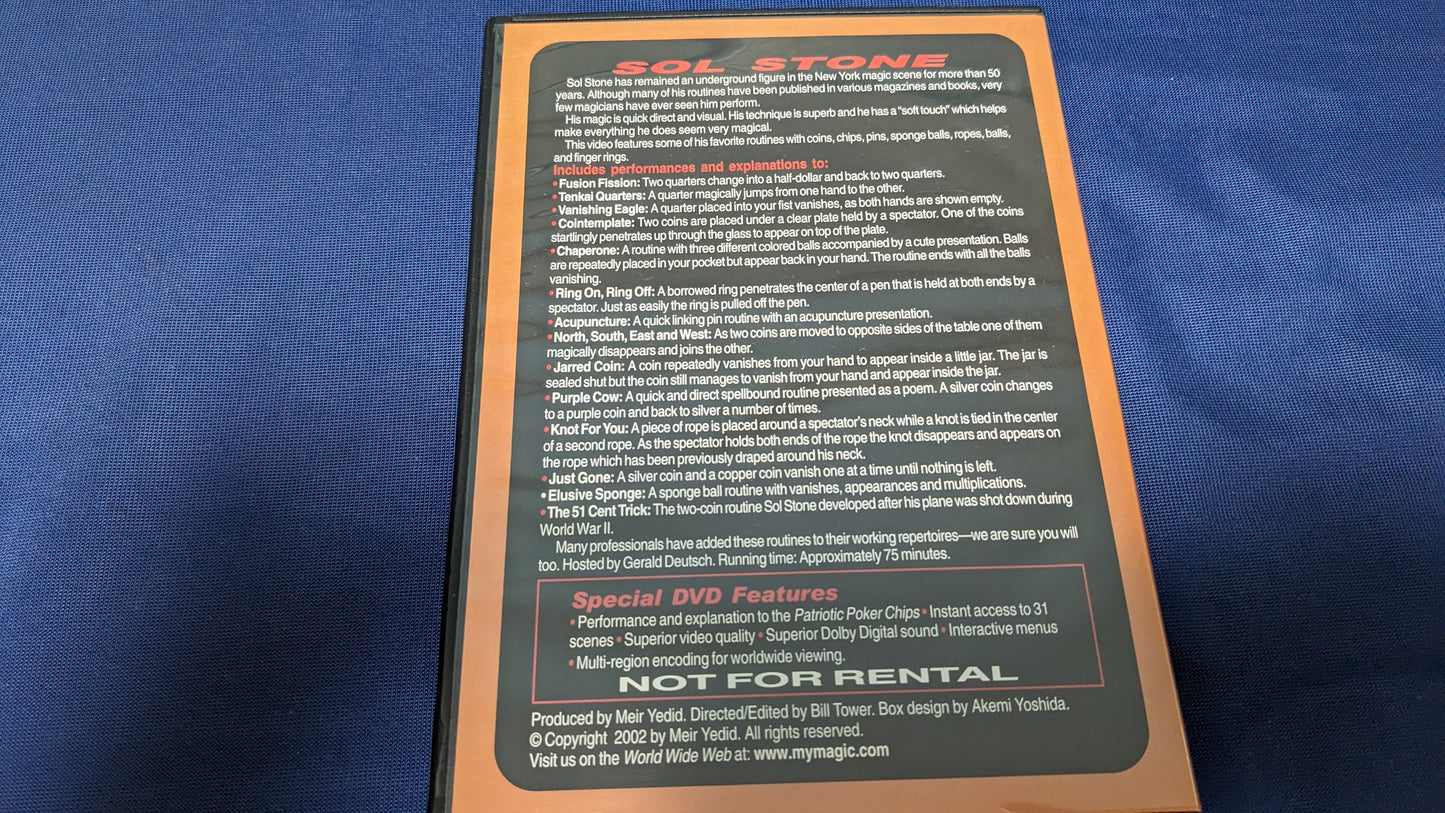 SOL STONE
Sol Stone has remained an underground figure in the New York magic scene for more than 50
years. Although many of his routines have been published in various magazines and books, very
few magicians have ever seen him perform.
His magic is quick direct and visual. His technique is superb and he has a "soft touch" which helps
make everything he does seem very magical.
This video features some of his favorite routines with coins, chips, pins, sponge balls, ropes, balls,
and finger rings.
Includes performances and explanations to:
• Fusion Fission: Two quarters change into a half-dollar and back to two quarters.
• Tenkai Quarters: A quarter magically jumps from one hand to the other.
• Vanishing Eagle: A quarter placed into your fist vanishes, as both hands are shown empty.
• Cointemplate: Two coins are placed under a clear plate held by a spectator. One of the coins
startlingly penetrates up through the glass to appear on top of the plate.
• Chaperone: A routine with three different colored balls accompanied by a cute presentation. Balls
are repeatedly placed in your pocket but appear back in your hand. The routine ends with all the balls
vanishing.
• Ring On, Ring Off: A borrowed ring penetrates the center of a pen that is held at both ends by a
spectator. Just as easily the ring is pulled off the pen.
• Acupuncture: A quick linking pin routine with an acupuncture presentation.
• North, South, East and West: As two coins are moved to opposite sides of the table one of them
magically disappears and joins the other.
• Jarred Coin: A coin repeatedly vanishes from your hand to appear inside a little jar. The jar is
sealed shut but the coin still manages to vanish from your hand and appear inside the jar.
• Purple Cow: A quick and direct spellbound routine presented as a poem. A silver coin changes
to a purple coin and back to silver a number of times.
• Knot For You: A piece of rope is placed around a spectator's neck while a knot is tied in the center
of a second rope. As the spectator holds both ends of the rope the knot disappears and appears on
the rope which has been previously draped around his neck.
• Just Gone: A silver coin and a copper coin vanish one at a time until nothing is left.
• Elusive Sponge: A sponge ball routine with vanishes, appearances and multiplications.
• The 51 Cent Trick: The two-coin routine Sol Stone developed after his plane was shot down during
World War II.
Many professionals have added these routines to their working repertoires—we are sure you will
too. Hosted by Gerald Deutsch. Running time: Approximately 75 minutes.
Special DVD Features
• Performance and explanation to the Patriotic Poker Chips • Instant access to 31
scenes • Superior video quality • Superior Dolby Digital sound • Interactive menus
• Multi-region encoding for worldwide viewing.
NOT FOR RENTAL
Produced by Meir Yedid. Directed/Edited by Bill Tower. Box design by Akemi Yoshida.
© Copyright 2002 by Meir Yedid. All rights reserved.
Visit us on the World Wide Web at: www.mymagic.com